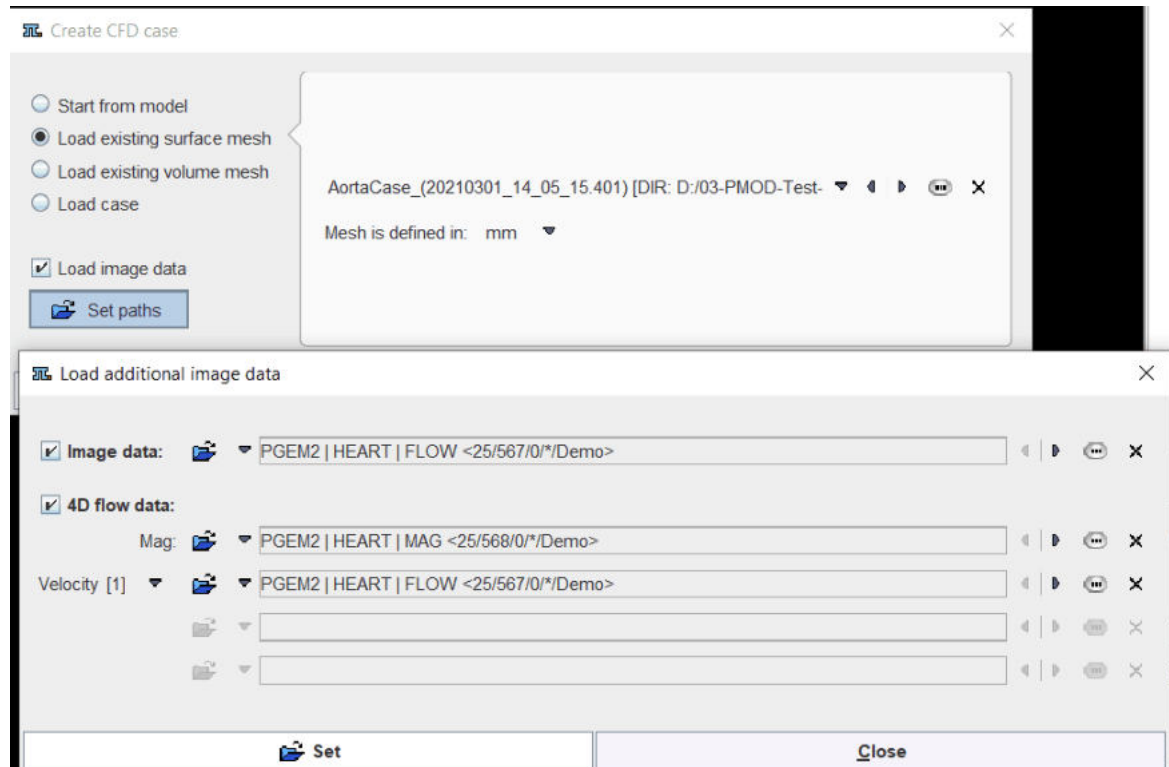 Create CFD case
Start from model
Load existing surface mesh
Load existing volume mesh
Load case
AortaCase_(20210301_14_05_15.401) [DIR: D:/03-PMOD-Test-
Mesh is defined in: mm
Load image data
Set paths
Load additional image data
Image data: PGEM2 | HEART | FLOW <25/567/0/*/Demo>
4D flow data:
Mag: PGEM2 | HEART | MAG <25/568/0/*/Demo>
Velocity [1] PGEM2 | HEART | FLOW <25/567/0/*/Demo>
Set Close